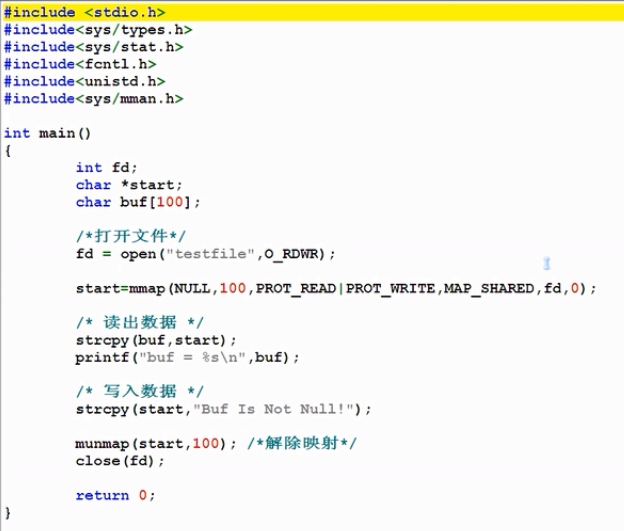 #include <stdio.h>
#include<sys/types.h>
#include<sys/stat.h>
#include<fcntl.h>
#include<unistd.h>
#include<sys/mman.h>
int main()
{
int fd;
char *start;
char buf[100];
/*打开文件*/
fd = open("testfile",O_RDWR);
start=mmap(NULL,100,PROT_READ|PROT_WRITE,MAP_SHARED,fd,0);
/* 读出数据 */
strcpy(buf,start);
printf("buf = %s\n",buf);
/* 写入数据 */
strcpy(start,"Buf Is Not Null!");
munmap(start,100); /*解除映射*/
close(fd);
return 0;
}